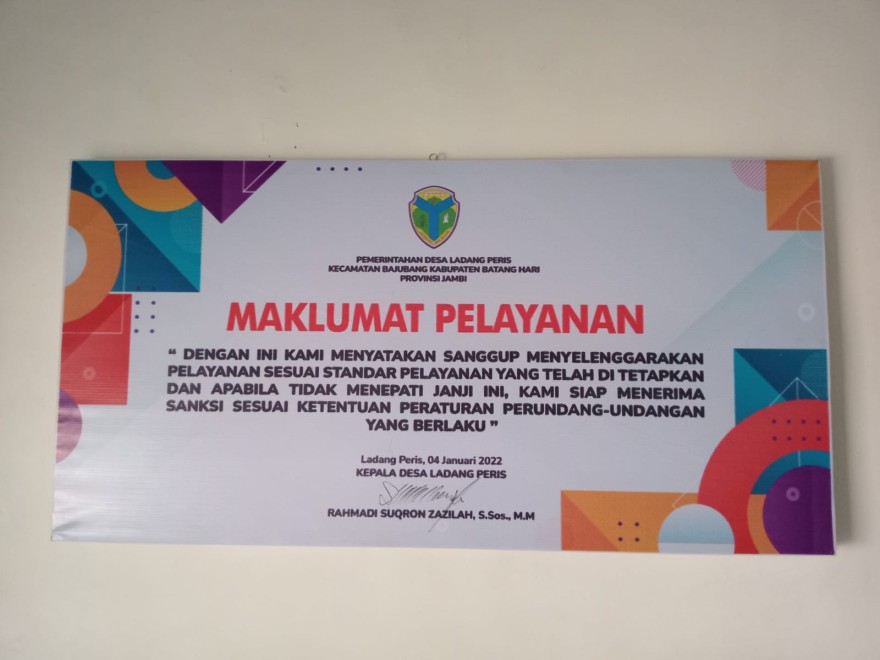 PEMERINTAHAN DESA LADANG PERIS
KECAMATAN BAJUBANG KABUPATEN BATANG HARI
PROVINSI JAMBI
MAKLUMAT PELAYANAN
“ DENGAN INI KAMI MENYATAKAN SANGGUP MENYELENGGARAKAN
PELAYANAN SESUAI STANDAR PELAYANAN YANG TELAH DI TETAPKAN
DAN APABILA TIDAK MENEPATI JANJI INI, KAMI SIAP MENERIMA
SANKSI SESUAI KETENTUAN PERATURAN PERUNDANG-UNDANGAN
YANG BERLAKU ”
Ladang Peris, 04 Januari 2022
KEPALA DESA LADANG PERIS
RAHMADI SUQRON ZAZILAH, S.Sos., M.M